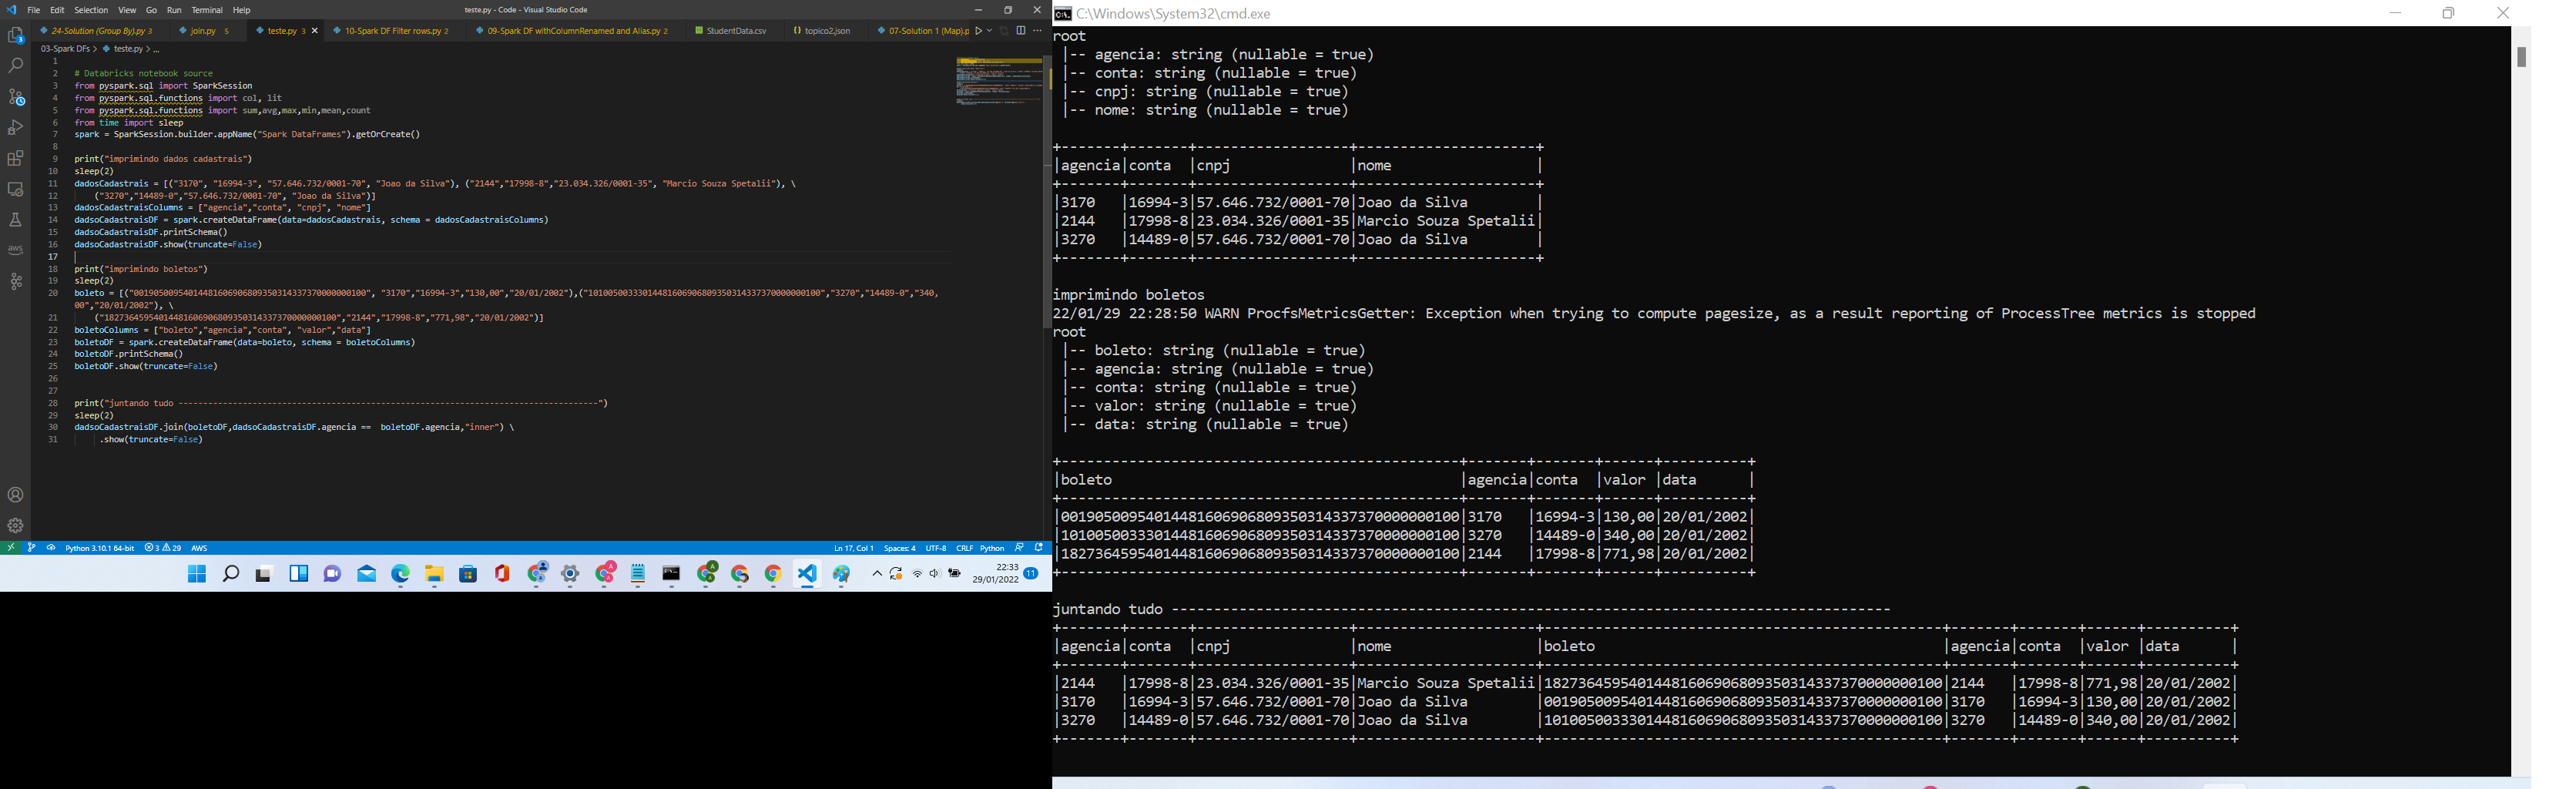 File Edit Selection View Go Run Terminal Help
teste.py - Code - Visual Studio Code
24-Solution (Group By).py 3
join.py 5
teste.py 3
10-Spark DF Filter rows.py 2
09-Spark DF withColumnRenamed and Alias.py 2
StudentData.csv
topico2.json
07-Solution 1 (Map).p
03-Spark DFs > teste.py > ...
1
2 # Databricks notebook source
3 from pyspark.sql import SparkSession
4 from pyspark.sql.functions import col, lit
5 from pyspark.sql.functions import sum,avg,max,min,mean,count
6 from time import sleep
7 spark = SparkSession.builder.appName("Spark DataFrames").getOrCreate()
8
9 print("imprimindo dados cadastrais")
10 sleep(2)
11 dadosCadastrais = [("3170", "16994-3", "57.646.732/0001-70", "Joao da Silva"), ("2144","17998-8","23.034.326/0001-35", "Marcio Souza Spetalii"), \
12 ("3270","14489-0","57.646.732/0001-70", "Joao da Silva")]
13 dadosCadastraisColumns = ["agencia","conta", "cnpj", "nome"]
14 dadsoCadastraisDF = spark.createDataFrame(data=dadosCadastrais, schema = dadosCadastraisColumns)
15 dadsoCadastraisDF.printSchema()
16 dadsoCadastraisDF.show(truncate=False)
17
18 print("imprimindo boletos")
19 sleep(2)
20 boleto = [("00190500954014481606906809350314337370000000100", "3170","16994-3","130,00","20/01/2002"),("10100500333014481606906809350314337370000000100","3270","14489-0","340,
00","20/01/2002"), \
21 ("18273645954014481606906809350314337370000000100","2144","17998-8","771,98","20/01/2002")]
22 boletoColumns = ["boleto","agencia","conta", "valor","data"]
23 boletoDF = spark.createDataFrame(data=boleto, schema = boletoColumns)
24 boletoDF.printSchema()
25 boletoDF.show(truncate=False)
26
27
28 print("juntando tudo -------------------------------------------------------------------------------------")
29 sleep(2)
30 dadsoCadastraisDF.join(boletoDF,dadsoCadastraisDF.agencia ==  boletoDF.agencia,"inner") \
31 .show(truncate=False)
Python 3.10.1 64-bit 3 29 AWS
Ln 17, Col 1 Spaces: 4 UTF-8 CRLF Python
22:33
29/01/2022 11
C:\Windows\System32\cmd.exe
root
|-- agencia: string (nullable = true)
|-- conta: string (nullable = true)
|-- cnpj: string (nullable = true)
|-- nome: string (nullable = true)
+-------+-------+------------------+---------------------+
|agencia|conta  |cnpj              |nome                 |
+-------+-------+------------------+---------------------+
|3170   |16994-3|57.646.732/0001-70|Joao da Silva        |
|2144   |17998-8|23.034.326/0001-35|Marcio Souza Spetalii|
|3270   |14489-0|57.646.732/0001-70|Joao da Silva        |
+-------+-------+------------------+---------------------+
imprimindo boletos
22/01/29 22:28:50 WARN ProcfsMetricsGetter: Exception when trying to compute pagesize, as a result reporting of ProcessTree metrics is stopped
root
|-- boleto: string (nullable = true)
|-- agencia: string (nullable = true)
|-- conta: string (nullable = true)
|-- valor: string (nullable = true)
|-- data: string (nullable = true)
+-----------------------------------------------+-------+-------+------+----------+
|boleto                                         |agencia|conta  |valor |data      |
+-----------------------------------------------+-------+-------+------+----------+
|00190500954014481606906809350314337370000000100|3170   |16994-3|130,00|20/01/2002|
|10100500333014481606906809350314337370000000100|3270   |14489-0|340,00|20/01/2002|
|18273645954014481606906809350314337370000000100|2144   |17998-8|771,98|20/01/2002|
+-----------------------------------------------+-------+-------+------+----------+
juntando tudo -------------------------------------------------------------------------------------
+-------+-------+------------------+---------------------+-----------------------------------------------+-------+-------+------+----------+
|agencia|conta  |cnpj              |nome                 |boleto                                         |agencia|conta  |valor |data      |
+-------+-------+------------------+---------------------+-----------------------------------------------+-------+-------+------+----------+
|2144   |17998-8|23.034.326/0001-35|Marcio Souza Spetalii|18273645954014481606906809350314337370000000100|2144   |17998-8|771,98|20/01/2002|
|3170   |16994-3|57.646.732/0001-70|Joao da Silva        |00190500954014481606906809350314337370000000100|3170   |16994-3|130,00|20/01/2002|
|3270   |14489-0|57.646.732/0001-70|Joao da Silva        |10100500333014481606906809350314337370000000100|3270   |14489-0|340,00|20/01/2002|
+-------+-------+------------------+---------------------+-----------------------------------------------+-------+-------+------+----------+